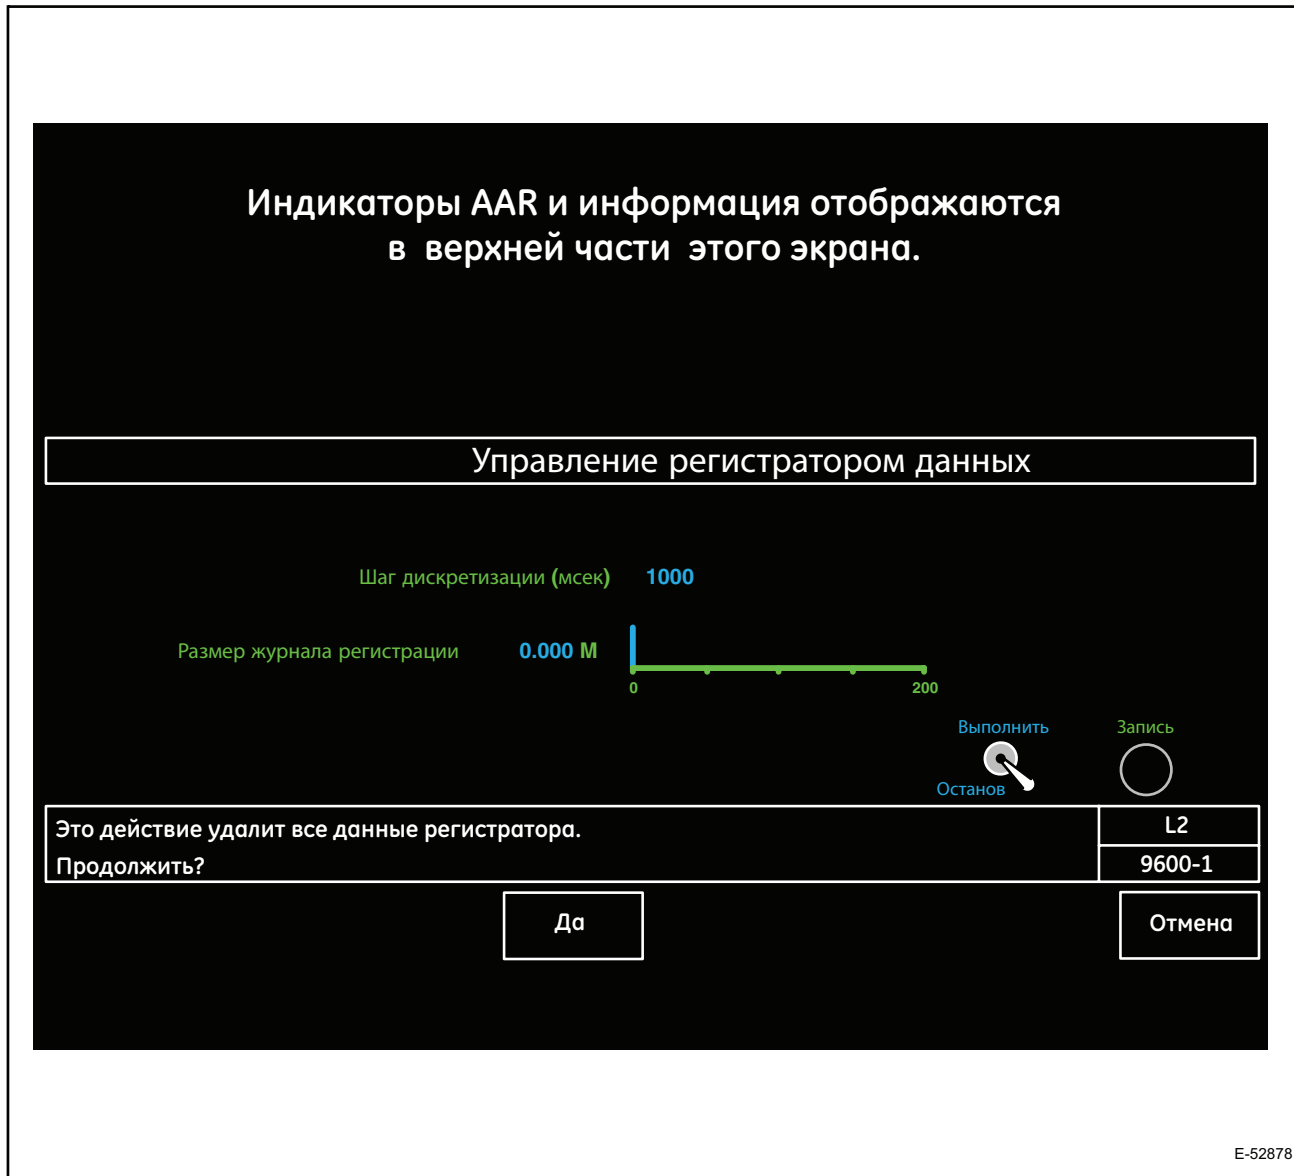 Индикаторы AAR и информация отображаются
в верхней части этого экрана.
Управление регистратором данных
Шаг дискретизации (мсек) 1000
Размер журнала регистрации 0.000 M
0 200
Выполнить Запись
Останов
Это действие удалит все данные регистратора. L2
Продолжить? 9600-1
Да Отмена
E-52878